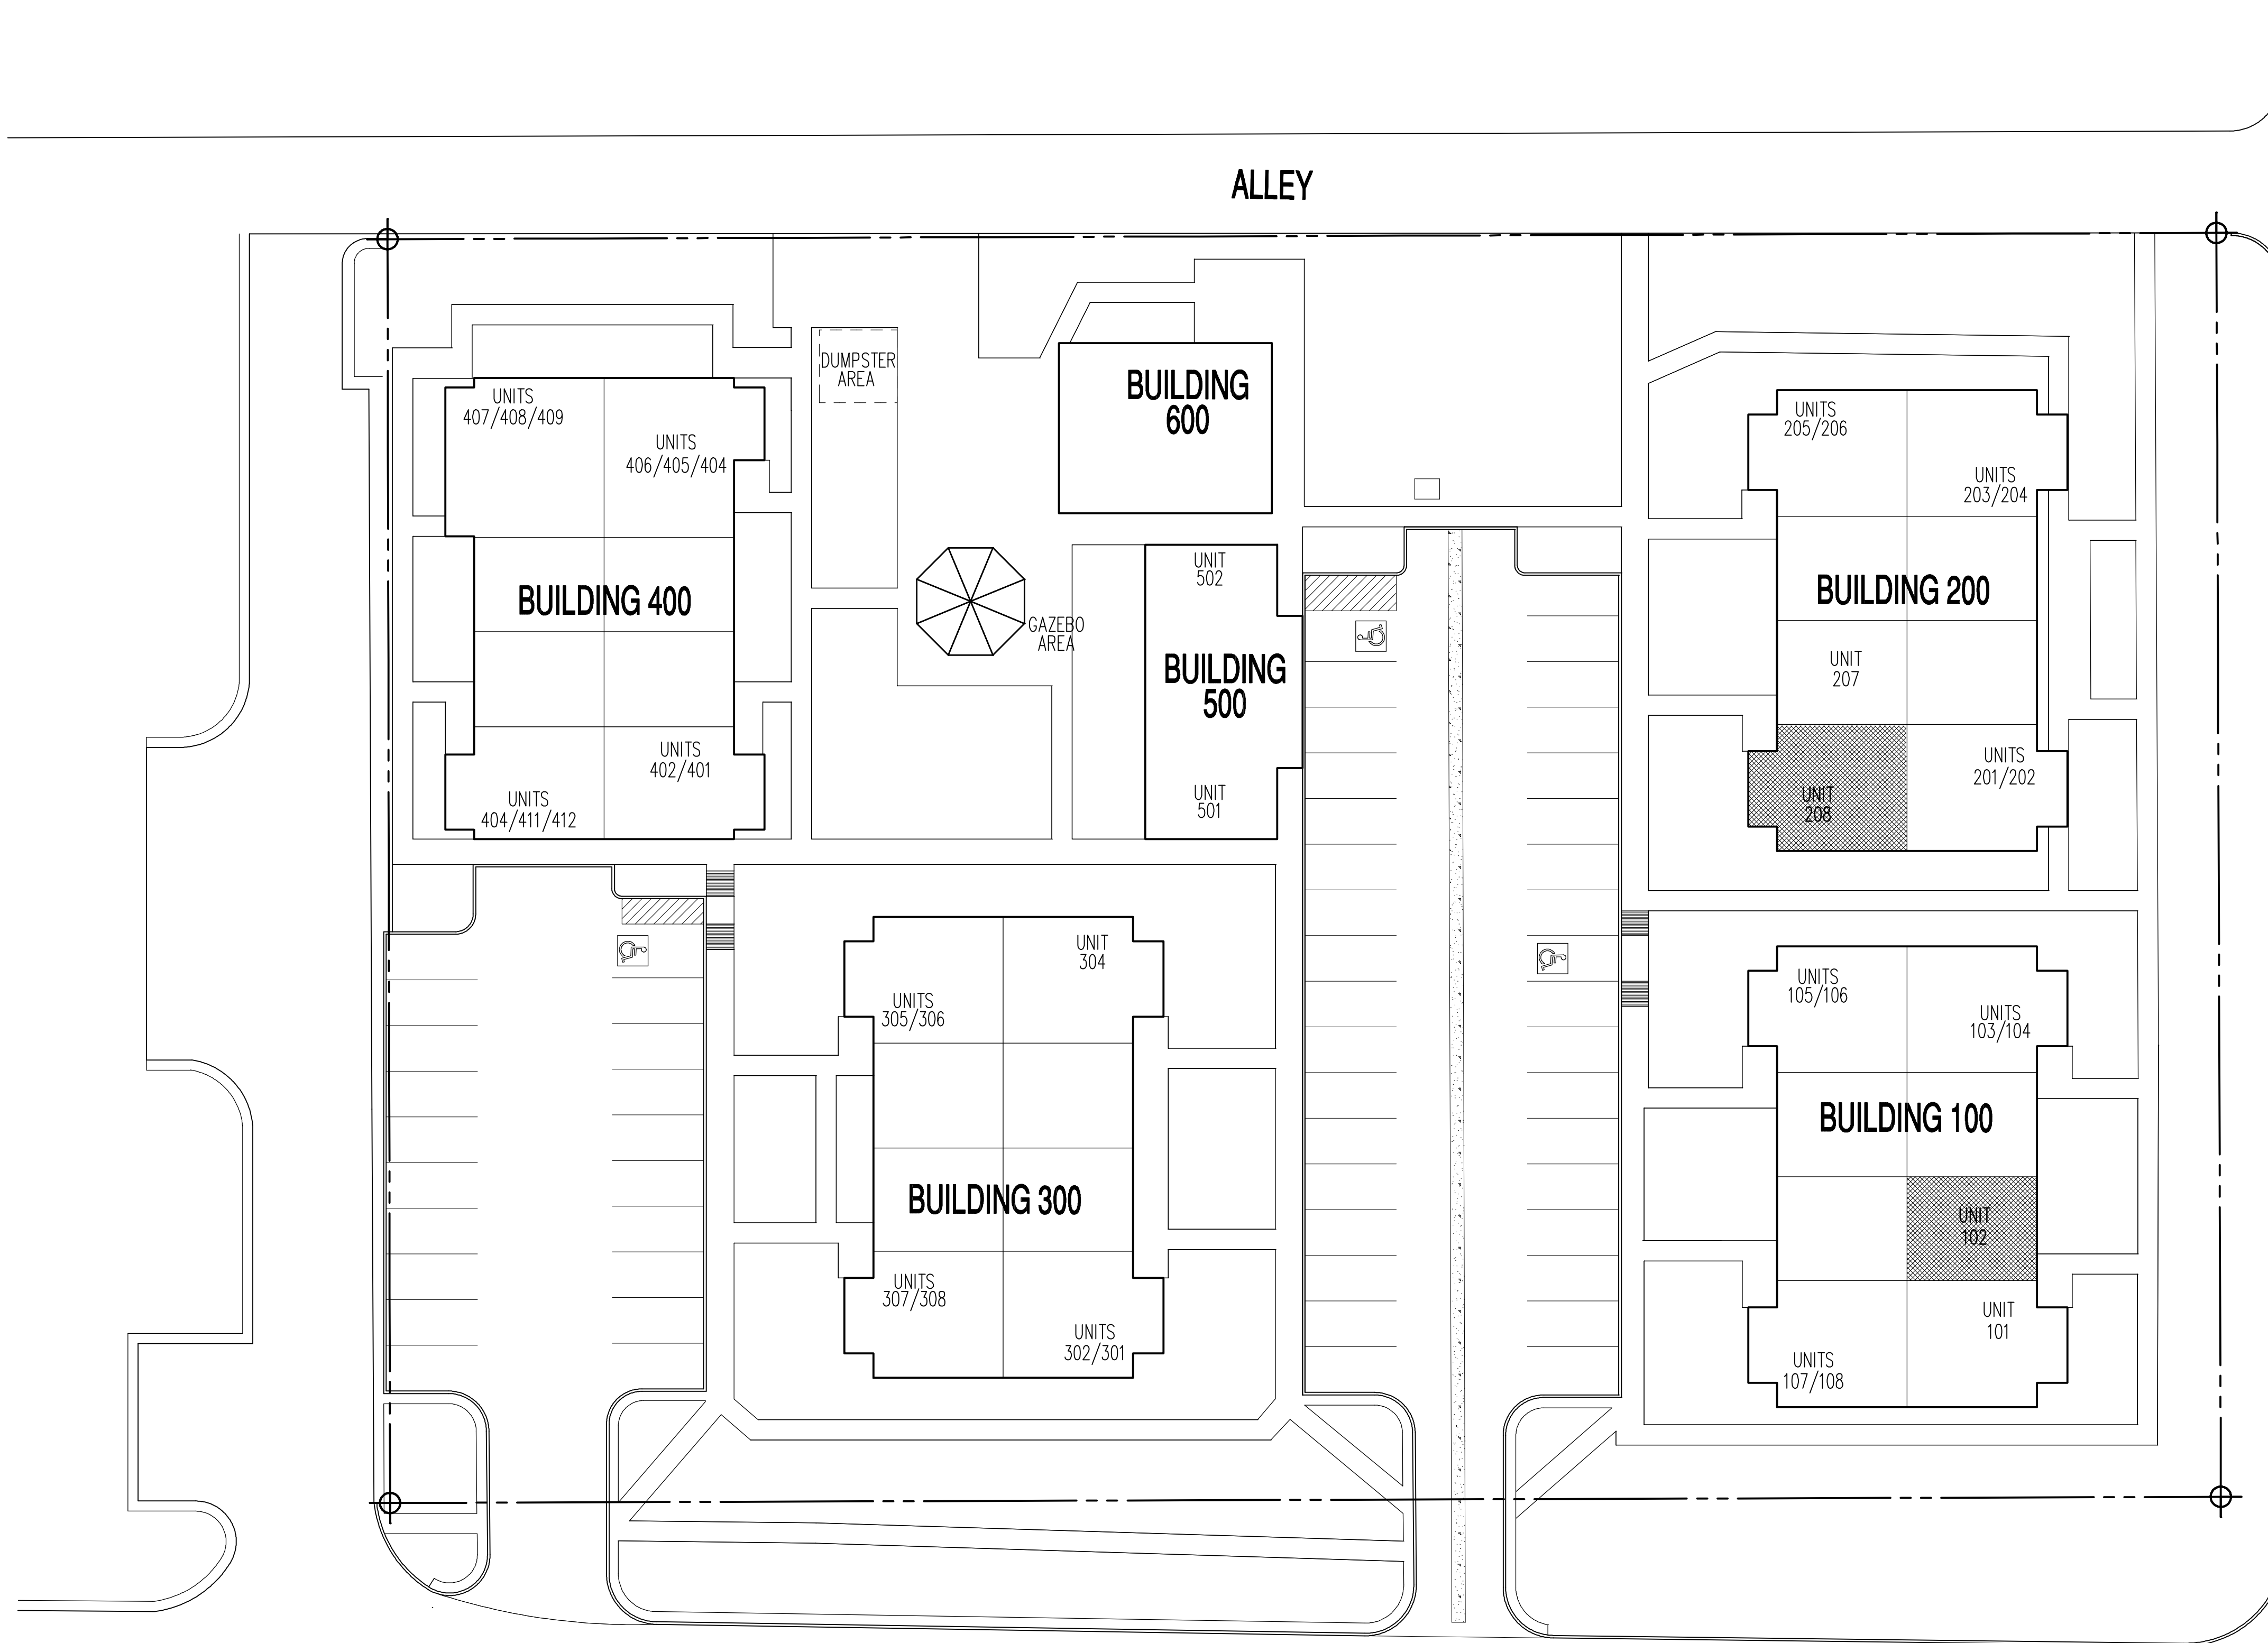 ALLEY
DUMPSTER
AREA
UNITS
407/408/409
UNITS
406/405/404
BUILDING 400
UNITS
402/401
UNITS
404/411/412
GAZEBO
AREA
BUILDING
600
UNIT
502
BUILDING
500
UNIT
501
UNITS
205/206
UNITS
203/204
BUILDING 200
UNIT
207
UNIT
208
UNITS
201/202
UNIT
304
UNITS
305/306
BUILDING 300
UNITS
307/308
UNITS
302/301
UNITS
105/106
UNITS
103/104
BUILDING 100
UNIT
102
UNIT
101
UNITS
107/108